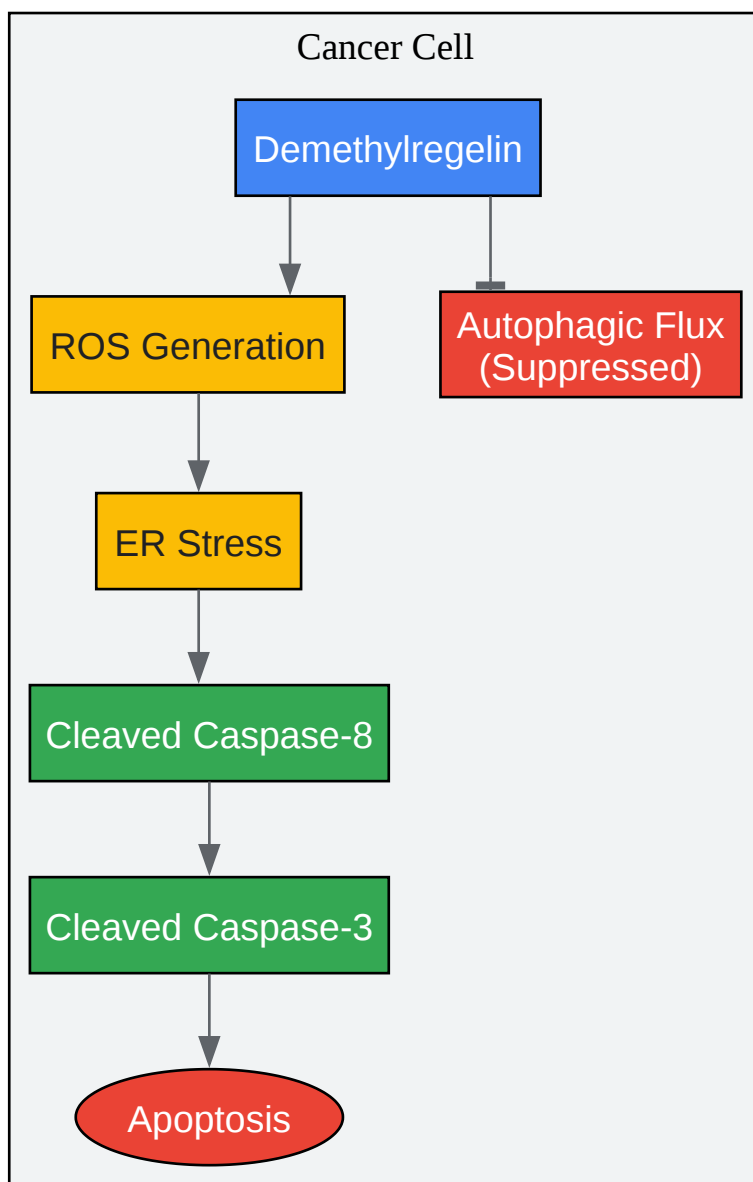 Cancer Cell
Demethylregelin
ROS Generation
Autophagic Flux
(Suppressed)
ER Stress
Cleaved Caspase-8
Cleaved Caspase-3
Apoptosis